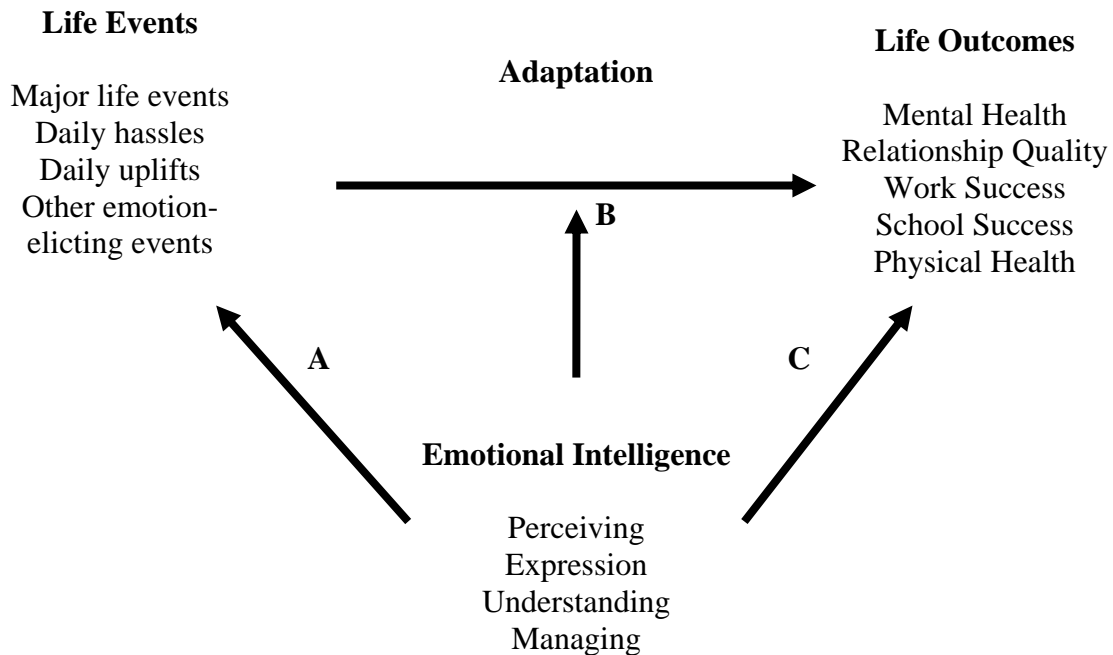 Life Events
Major life events
Daily hassles
Daily uplifts
Other emotion-
elicting events
Adaptation
Life Outcomes
Mental Health
Relationship Quality
Work Success
School Success
Physical Health
B
A
C
Emotional Intelligence
Perceiving
Expression
Understanding
Managing